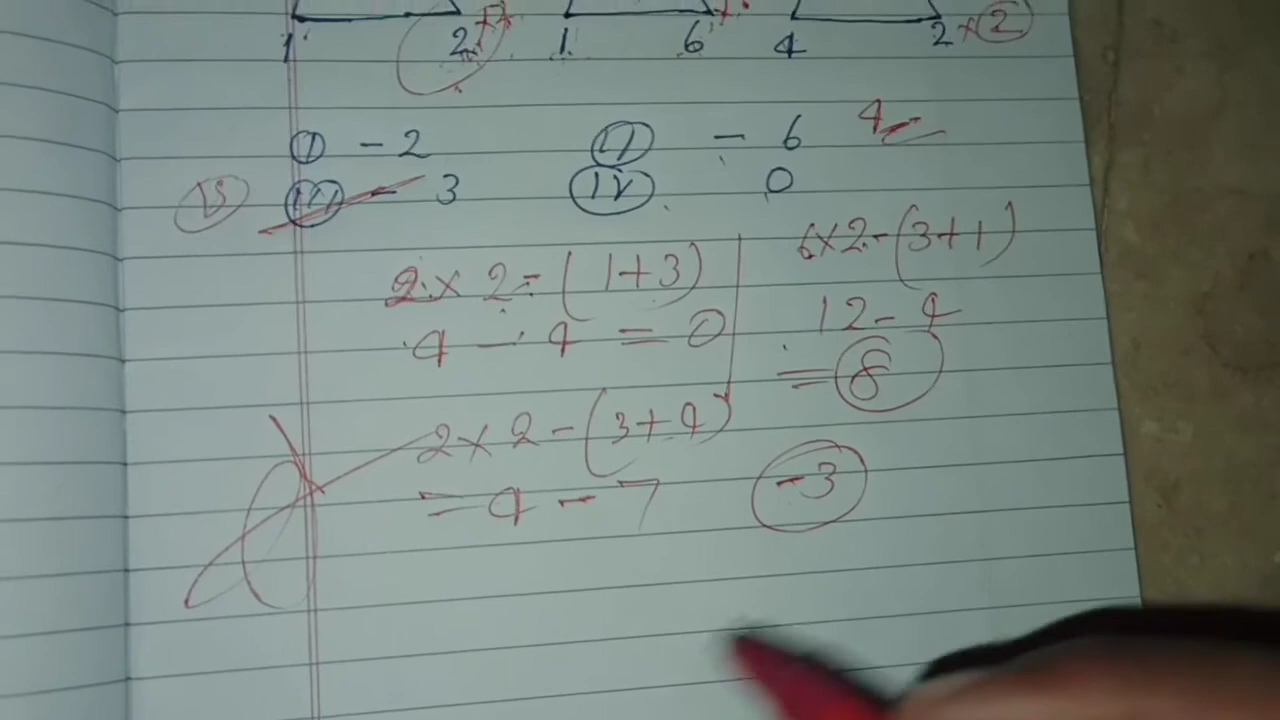 1 2 1 6 4 2×2
I - 2 II - 6 4
III - 3 IV 0
2×2-(1+3)
4-4=0
6×2-(3+1)
12-4
=8
2×2-(3+4)
=4-7 -3